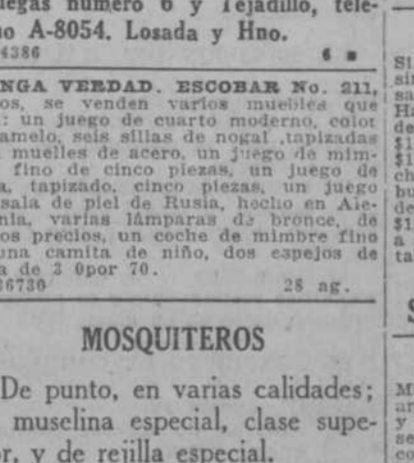 legas número 6 y Tejadillo, telé-
no A-8054. Losada y Hno.
4386 6 s
NGA VERDAD. ESCOBAR No. 211,
os, se venden varios muebles que
: un juego de cuarto moderno, color
amelo, seis sillas de nogal ,tapizadas
muelles de acero, un juego de mim-
fino de cinco piezas, un juego de
a, tapizado, cinco piezas, un juego
sala de piel de Rusia, hecho en Ale-
nia, varias lámparas de bronce, de
os precios, un coche de mimbre fino
una camita de niño, dos espejos de
a de 3 0por 70.
36730 28 ag.
MOSQUITEROS
De punto, en varias calidades;
muselina especial, clase supe-
or, y de rejilla especial.